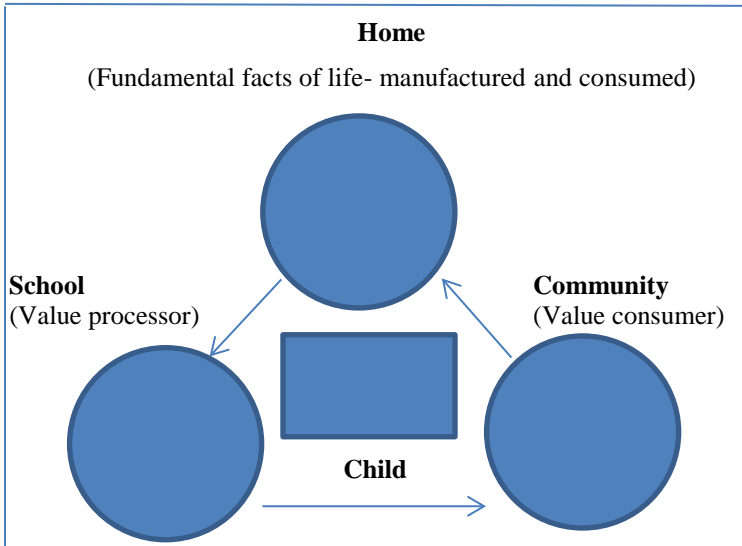 Home
(Fundamental facts of life- manufactured and consumed)
School
(Value processor)
Community
(Value consumer)
Child